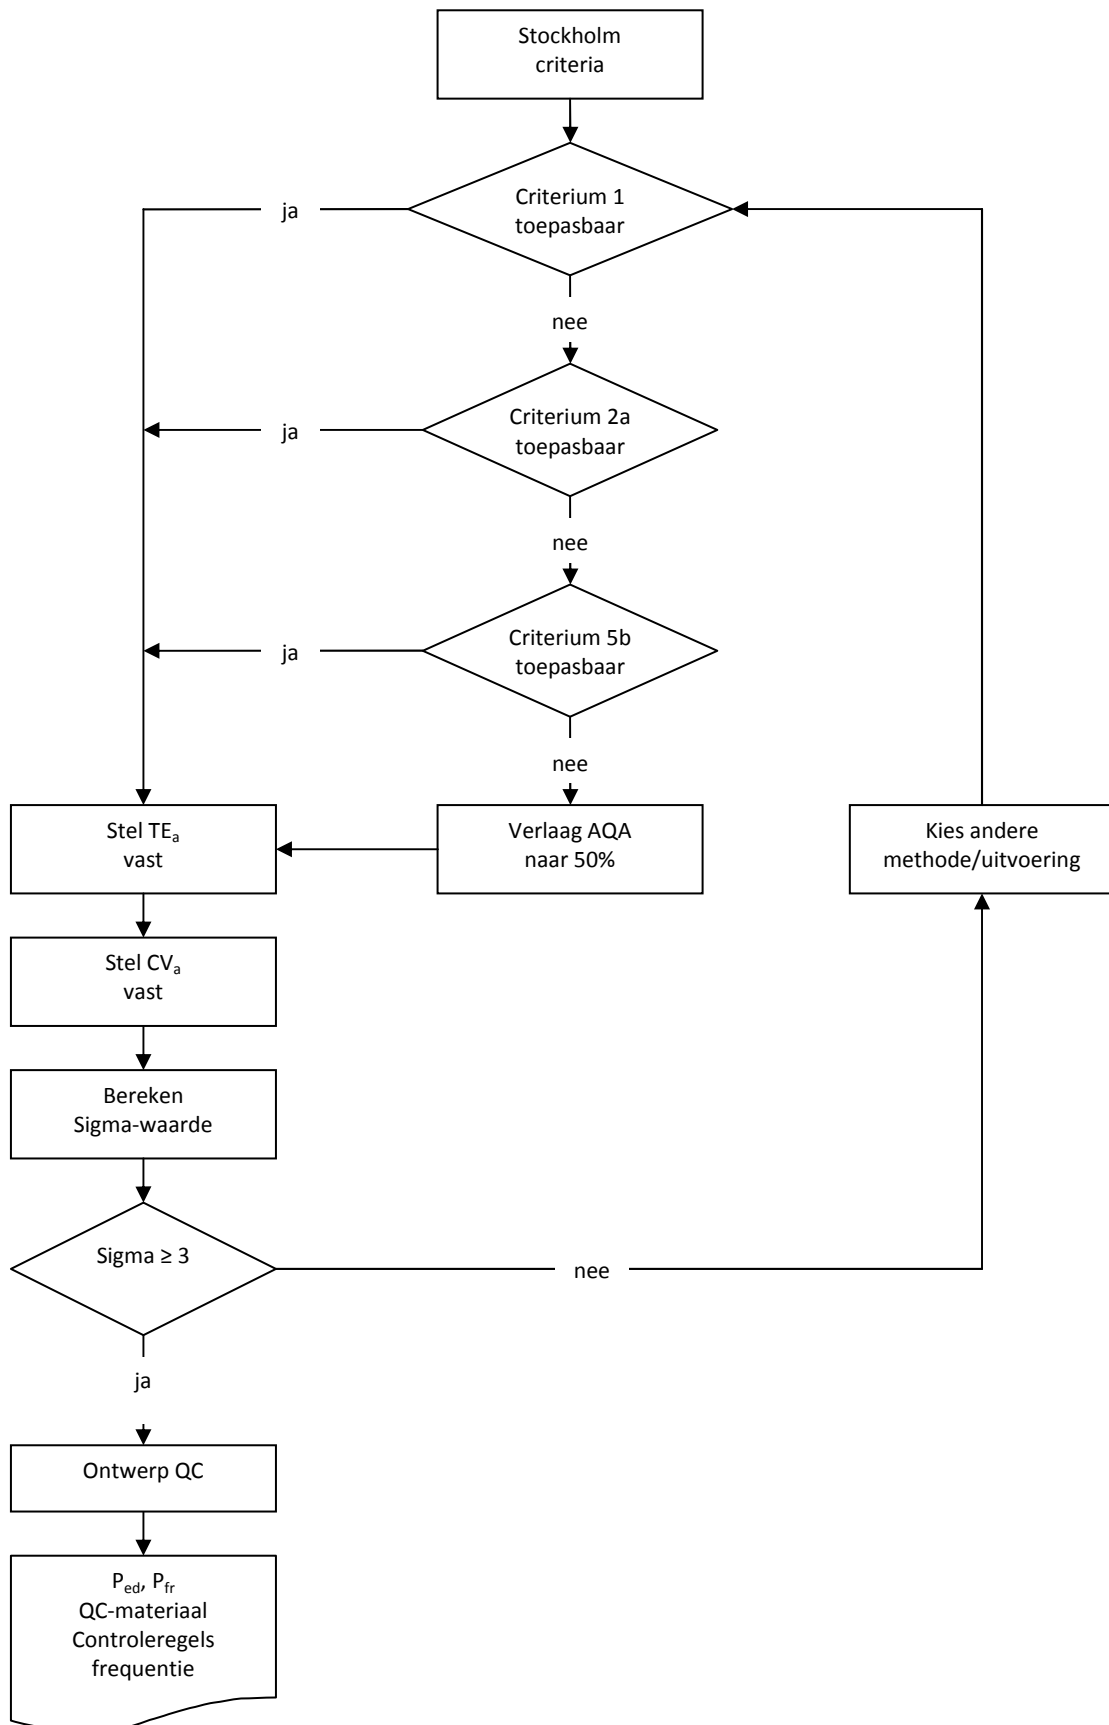 Stockholm
criteria
Criterium 1
toepasbaar
ja
nee
Criterium 2a
toepasbaar
ja
nee
Criterium 5b
toepasbaar
ja
nee
Stel TEₐ
vast
Verlaag AQA
naar 50%
Kies andere
methode/uitvoering
Stel CVₐ
vast
Bereken
Sigma-waarde
Sigma ≥ 3
nee
ja
Ontwerp QC
P_ed, P_fr
QC-materiaal
Controleregels
frequentie